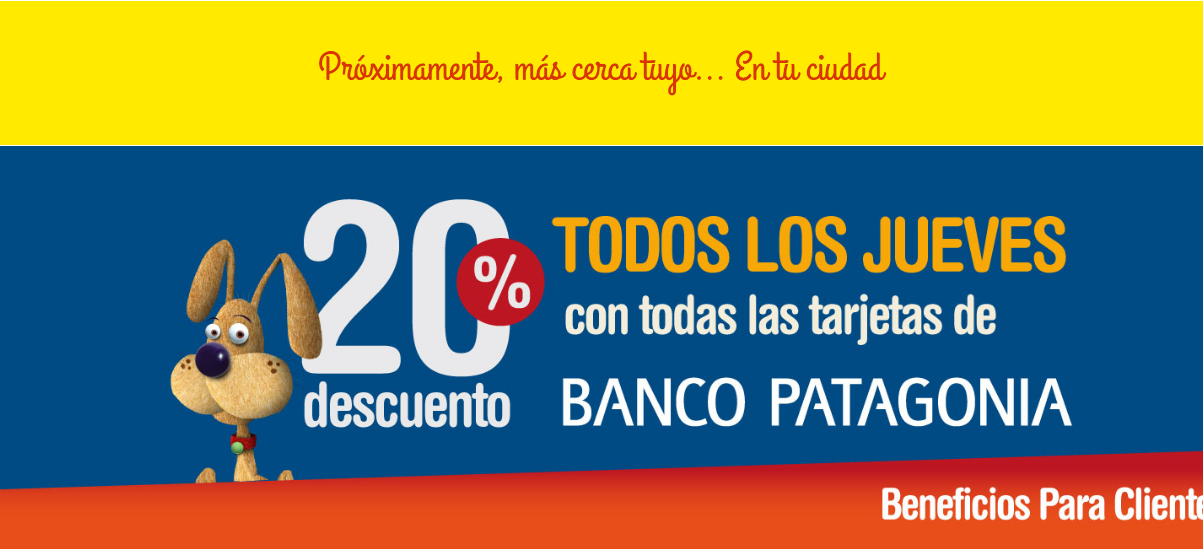 Próximamente, más cerca tuyo... En tu ciudad
20%
descuento
TODOS LOS JUEVES
con todas las tarjetas de
BANCO PATAGONIA
Beneficios Para